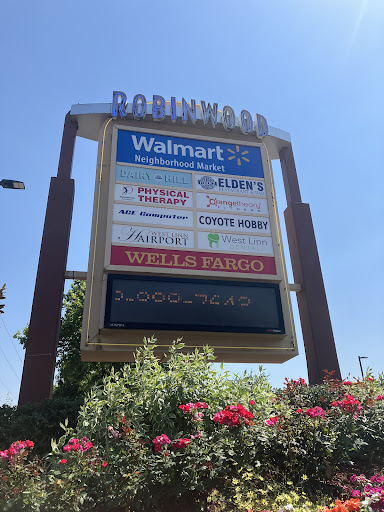 ROBINWOOD
Walmart
Neighborhood Market
DAIRY HILL
ELDEN'S
PHYSICAL
THERAPY
Orangetheory
ACE Computer
COYOTE HOBBY
WEST LINN
HAIRPORT
West Linn
DENTAL
WELLS FARGO